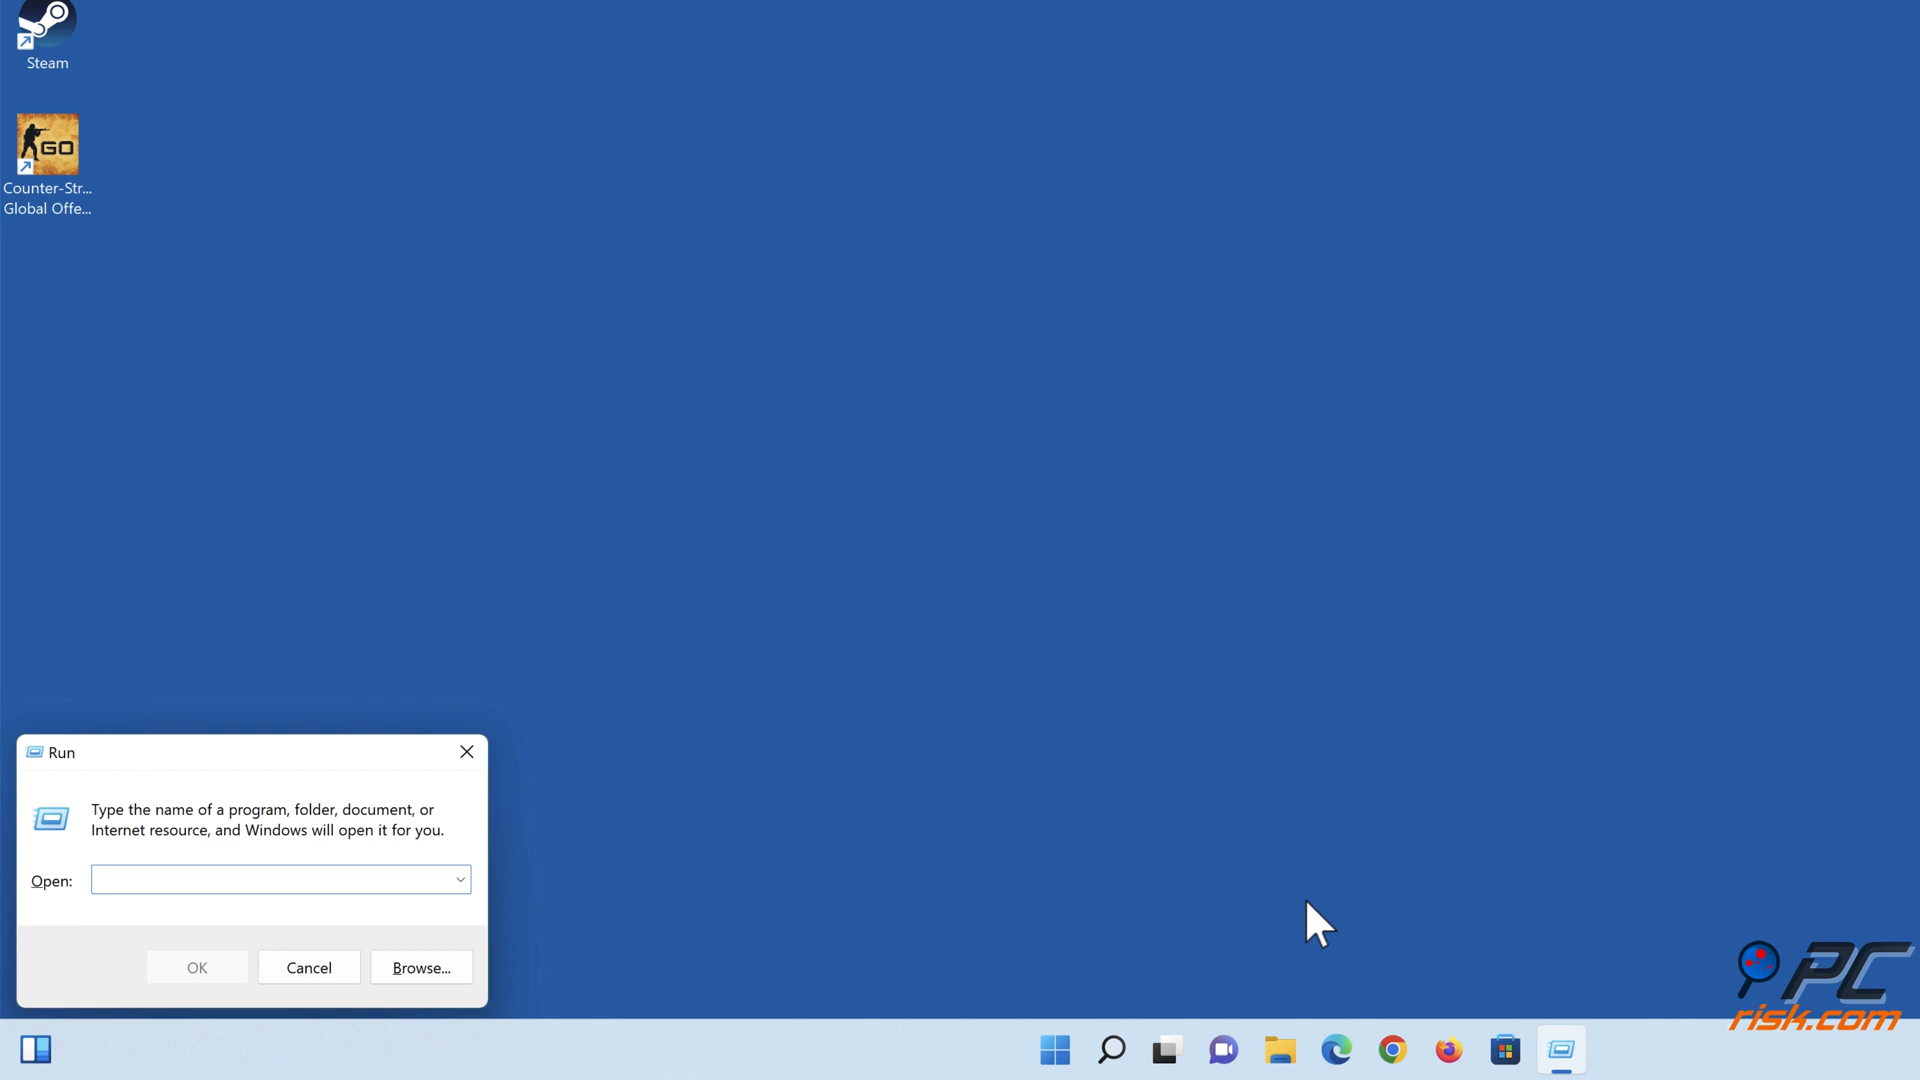 Steam
GO
Counter-Str...
Global Offe...
Run
Type the name of a program, folder, document, or
Internet resource, and Windows will open it for you.
Open:
OK
Cancel
Browse...
PC
risk.com